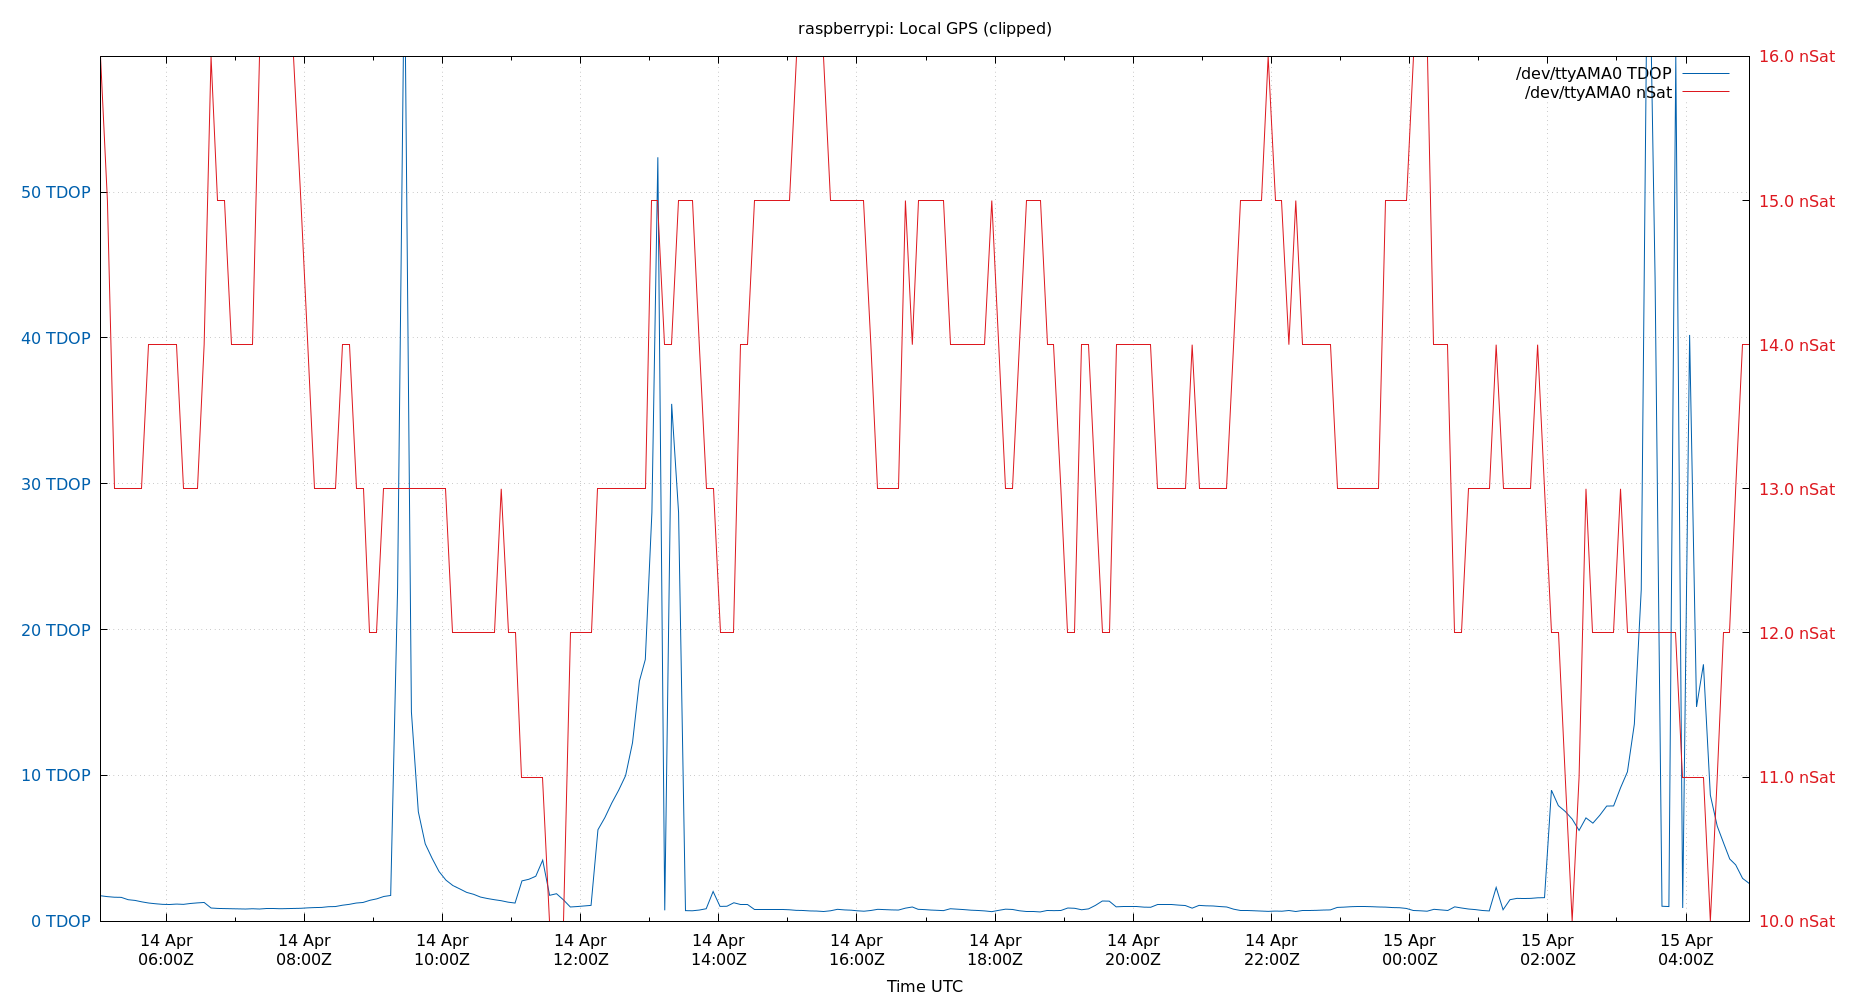 raspberrypi: Local GPS (clipped)
/dev/ttyAMA0 TDOP
/dev/ttyAMA0 nSat
50 TDOP
40 TDOP
30 TDOP
20 TDOP
10 TDOP
0 TDOP
16.0 nSat
15.0 nSat
14.0 nSat
13.0 nSat
12.0 nSat
11.0 nSat
10.0 nSat
14 Apr
06:00Z
14 Apr
08:00Z
14 Apr
10:00Z
14 Apr
12:00Z
14 Apr
14:00Z
14 Apr
16:00Z
14 Apr
18:00Z
14 Apr
20:00Z
14 Apr
22:00Z
15 Apr
00:00Z
15 Apr
02:00Z
15 Apr
04:00Z
Time UTC